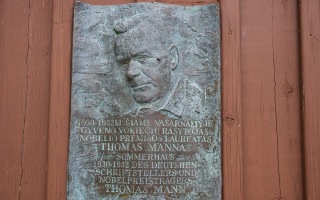 1930-1932 M. ŠIAME VASARNAMYJE
GYVENO VOKIEČIŲ RAŠYTOJAS,
NOBELIO PREMIJOS LAUREATAS
THOMAS MANNAS
SOMMERHAUS
1930-1932 DES DEUTSCHEN
SCHRIFTSTELLERS UND
NOBELPREISTRÄGERS
THOMAS MANN